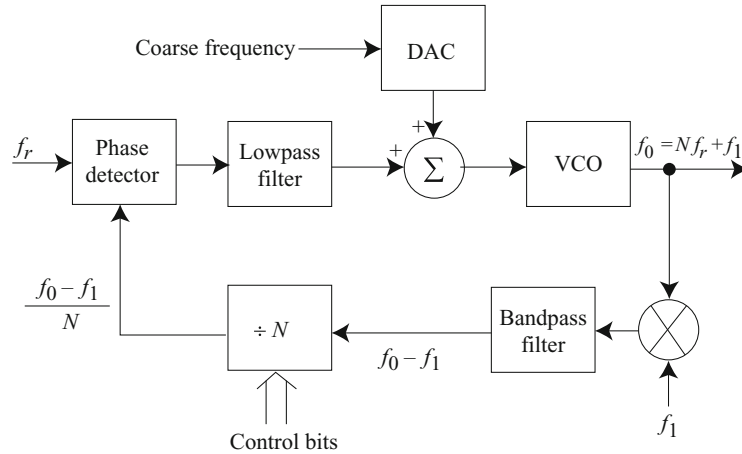 Coarse frequency
DAC
+
f_r
Phase
detector
Lowpass
filter
+
Σ
VCO
f_0 = N f_r + f_1
f_0 − f_1
N
÷ N
f_0 − f_1
Bandpass
filter
f_1
Control bits